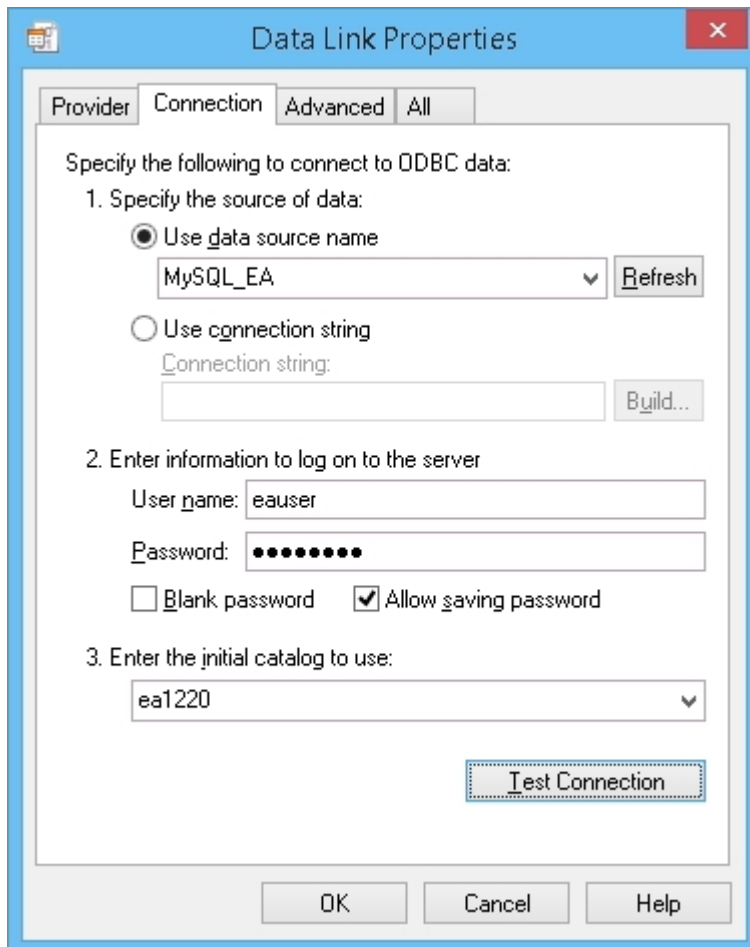 Data Link Properties
Provider Connection Advanced All
Specify the following to connect to ODBC data:
1. Specify the source of data:
Use data source name
MySQL_EA Refresh
Use connection string
Connection string:
Build...
2. Enter information to log on to the server
User name: eauser
Password: ●●●●●●●●
Blank password Allow saving password
3. Enter the initial catalog to use:
ea1220
Test Connection
OK Cancel Help